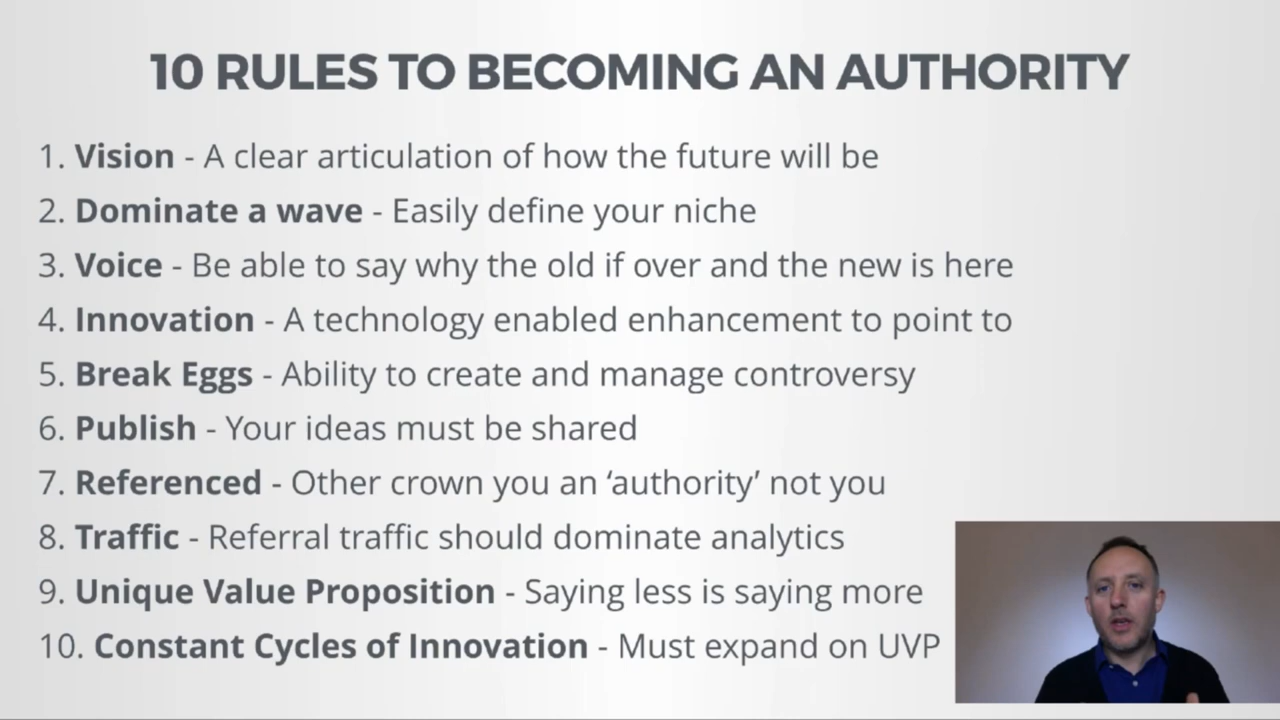 10 RULES TO BECOMING AN AUTHORITY
1. Vision - A clear articulation of how the future will be
2. Dominate a wave - Easily define your niche
3. Voice - Be able to say why the old if over and the new is here
4. Innovation - A technology enabled enhancement to point to
5. Break Eggs - Ability to create and manage controversy
6. Publish - Your ideas must be shared
7. Referenced - Other crown you an ‘authority’ not you
8. Traffic - Referral traffic should dominate analytics
9. Unique Value Proposition - Saying less is saying more
10. Constant Cycles of Innovation - Must expand on UVP